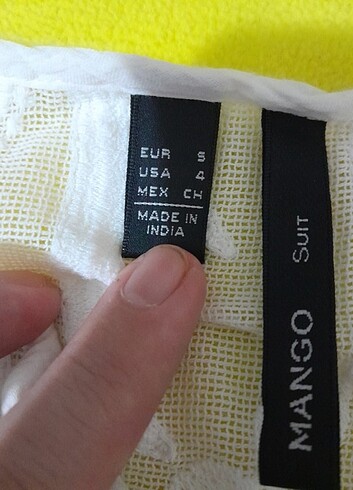 EUR S
USA 4
MEX CH
MADE IN
INDIA
MANGO SUIT